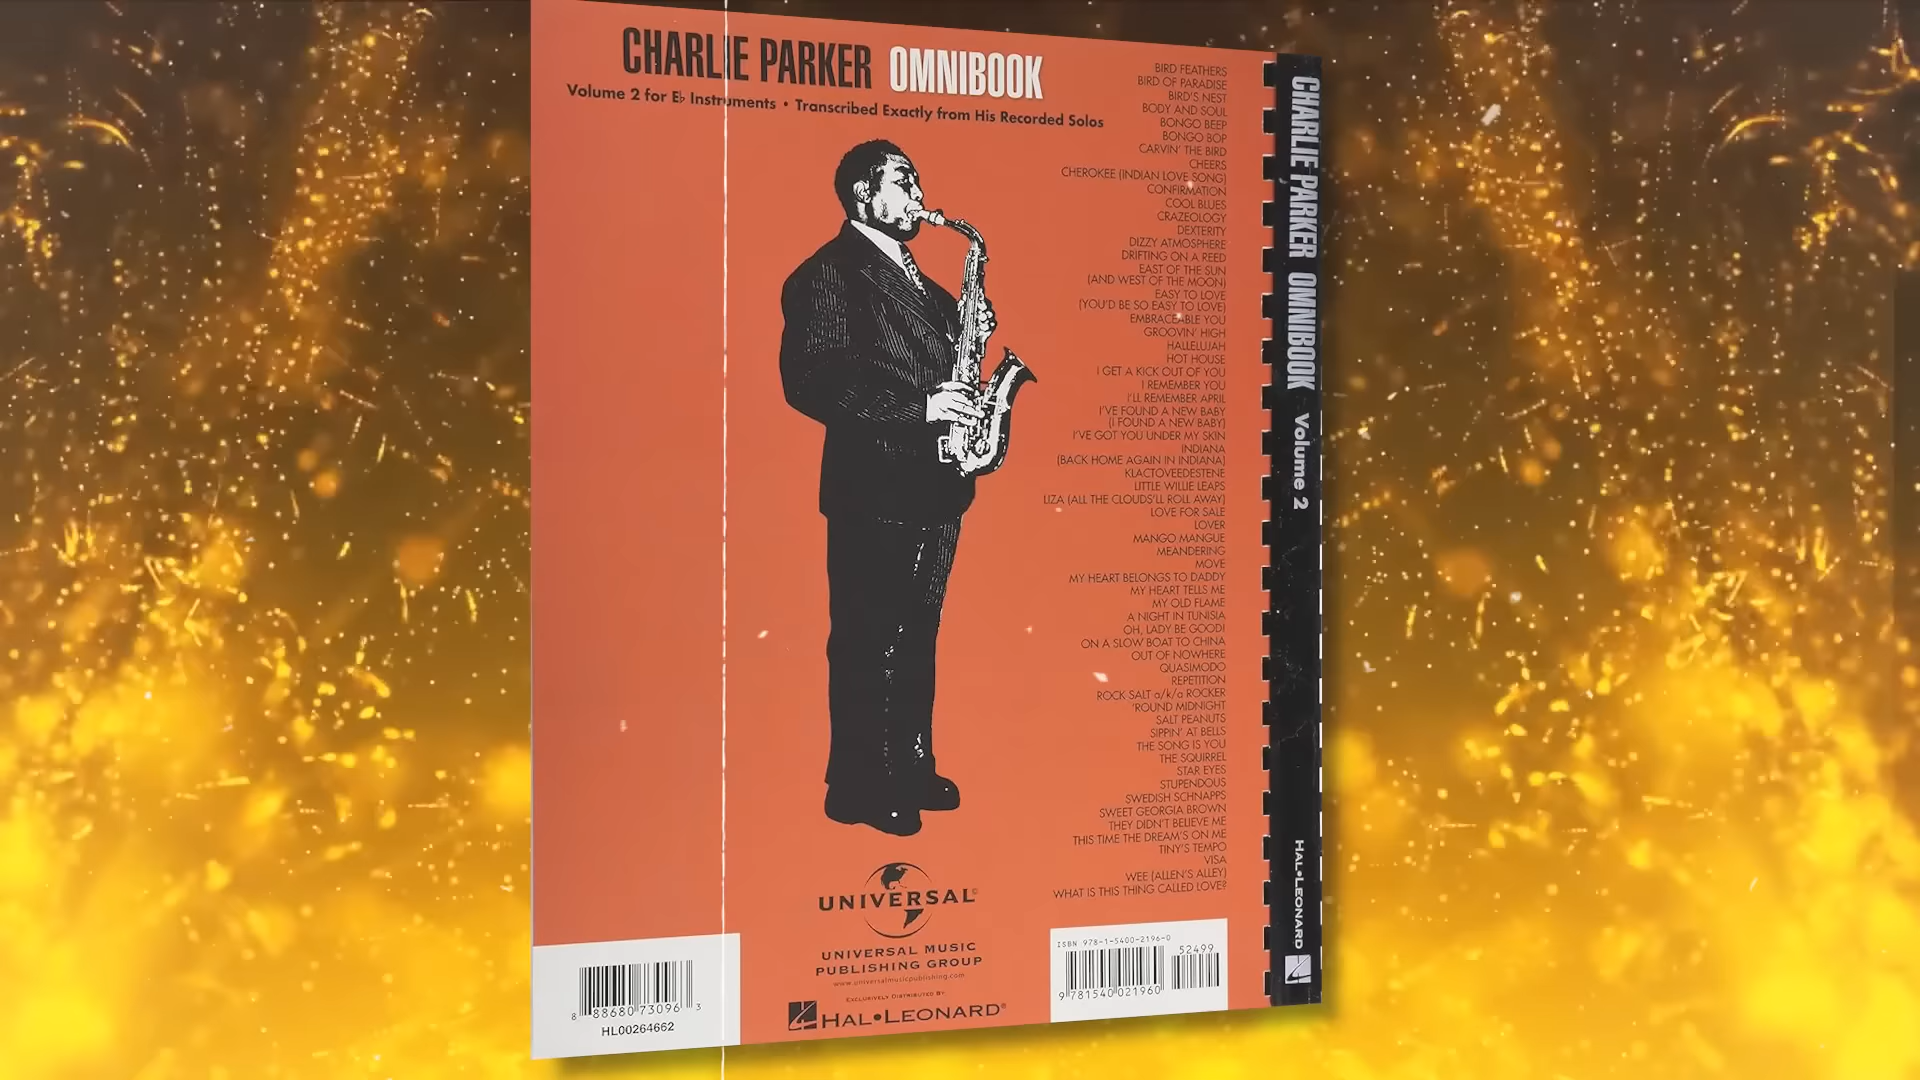 CHARLIE PARKER OMNIBOOK
Volume 2 for E♭ Instruments • Transcribed Exactly from His Recorded Solos
BIRD FEATHERS
BIRD OF PARADISE
BIRD'S NEST
BODY AND SOUL
BONGO BEEP
BONGO BOP
CARVIN' THE BIRD
CHEERS
CHEROKEE (INDIAN LOVE SONG)
CONFIRMATION
COOL BLUES
CRAZEOLOGY
DEXTERITY
DIZZY ATMOSPHERE
DRIFTING ON A REED
EAST OF THE SUN
(AND WEST OF THE MOON)
EASY TO LOVE
(YOU'D BE SO EASY TO LOVE)
EMBRACEABLE YOU
GROOVIN' HIGH
HALLELUJAH
HOT HOUSE
I GET A KICK OUT OF YOU
I REMEMBER YOU
I'LL REMEMBER APRIL
I'VE FOUND A NEW BABY
(I FOUND A NEW BABY)
I'VE GOT YOU UNDER MY SKIN
INDIANA
(BACK HOME AGAIN IN INDIANA)
KLACTOVEEDESTENE
LITTLE WILLIE LEAPS
LIZA (ALL THE CLOUDS'LL ROLL AWAY)
LOVE FOR SALE
LOVER
MANGO MANGUE
MEANDERING
MOVE
MY HEART BELONGS TO DADDY
MY HEART TELLS ME
MY OLD FLAME
A NIGHT IN TUNISIA
OH, LADY BE GOOD!
ON A SLOW BOAT TO CHINA
OUT OF NOWHERE
QUASIMODO
REPETITION
ROCK SALT a/k/a ROCKER
'ROUND MIDNIGHT
SALT PEANUTS
SIPPIN' AT BELLS
THE SONG IS YOU
THE SQUIRREL
STAR EYES
STUPENDOUS
SWEDISH SCHNAPPS
SWEET GEORGIA BROWN
THEY DIDN'T BELIEVE ME
THIS TIME THE DREAM'S ON ME
TINY'S TEMPO
VISA
WEE (ALLEN'S ALLEY)
WHAT IS THIS THING CALLED LOVE?
UNIVERSAL
UNIVERSAL MUSIC
PUBLISHING GROUP
www.universalmusicpublishing.com
EXCLUSIVELY DISTRIBUTED BY
HAL•LEONARD®
8 88680 73096 3
HL00264662
ISBN 978-1-5400-2196-0
52499
9 781540 021960
CHARLIE PARKER OMNIBOOK Volume 2 HAL•LEONARD